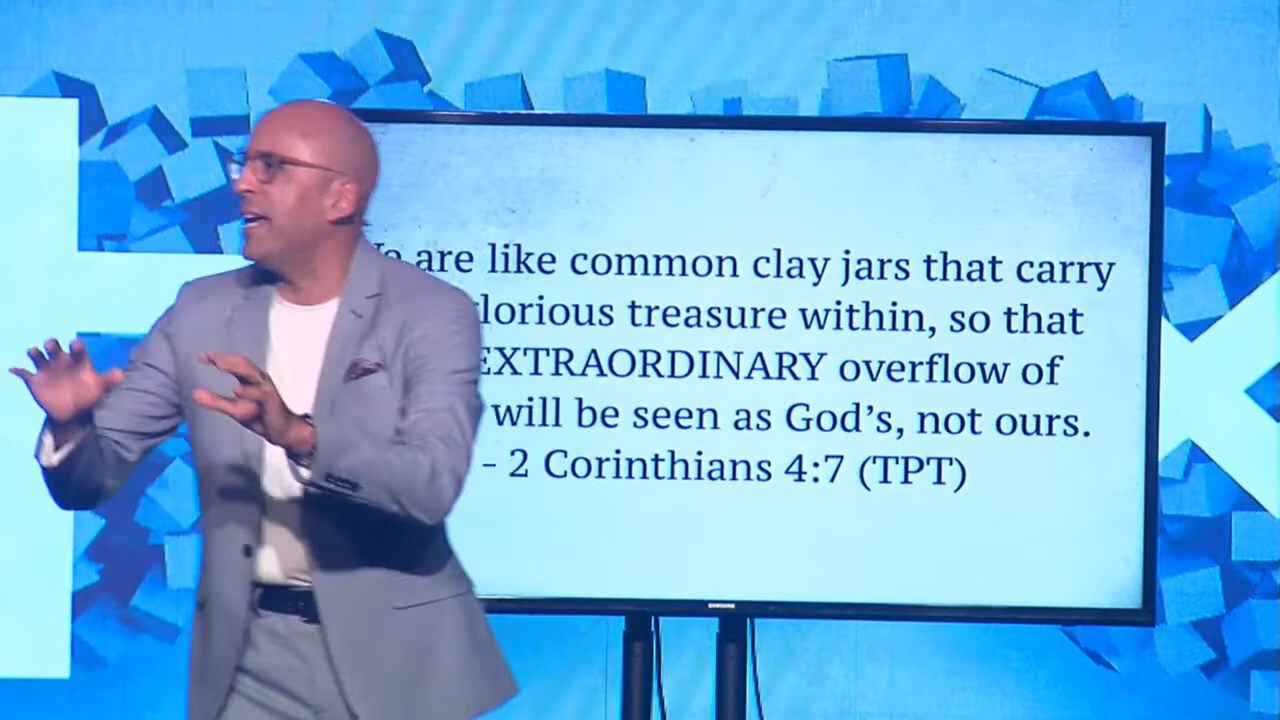 are like common clay jars that carry
treasure within, so that
EXTRAORDINARY overflow of
will be seen as God's, not ours.
- 2 Corinthians 4:7 (TPT)
SAMSUNG